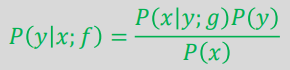 P(y|x; f) = P(x|y; g)P(y) / P(x)